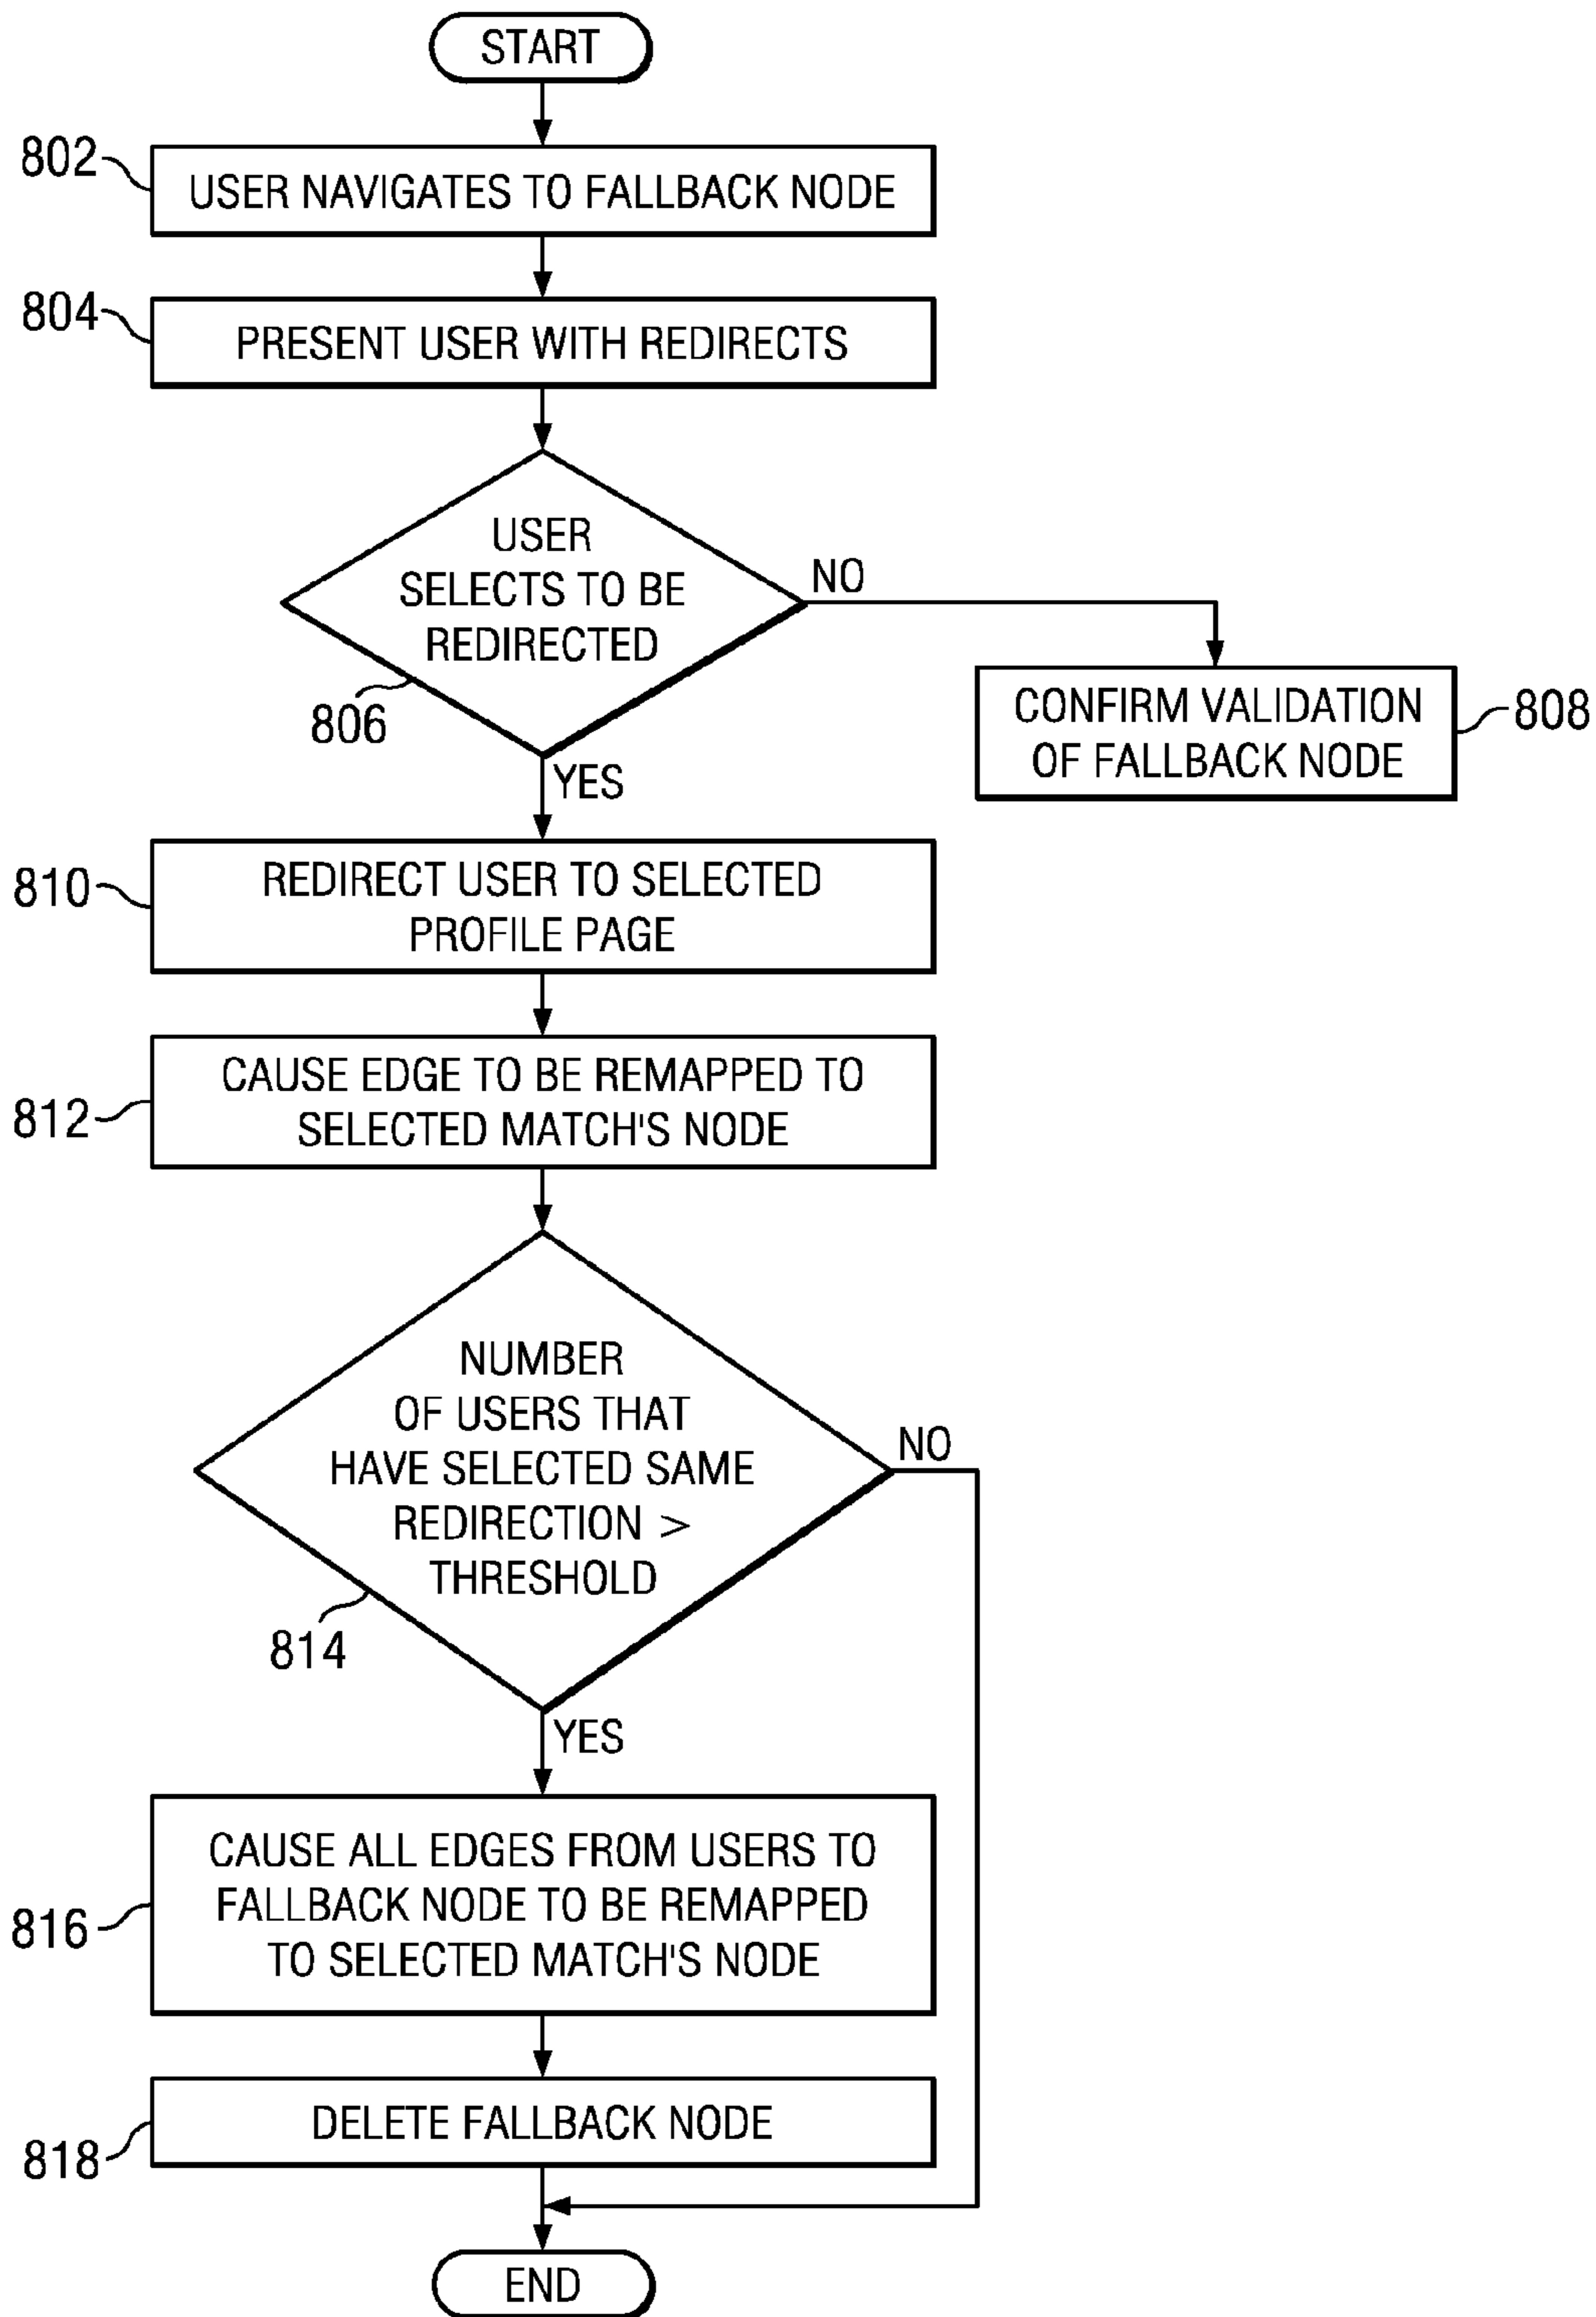 START
802
USER NAVIGATES TO FALLBACK NODE
804
PRESENT USER WITH REDIRECTS
USER
SELECTS TO BE
REDIRECTED
NO
806
CONFIRM VALIDATION
OF FALLBACK NODE
808
YES
810
REDIRECT USER TO SELECTED
PROFILE PAGE
812
CAUSE EDGE TO BE REMAPPED TO
SELECTED MATCH'S NODE
NUMBER
OF USERS THAT
HAVE SELECTED SAME
REDIRECTION >
THRESHOLD
NO
814
YES
816
CAUSE ALL EDGES FROM USERS TO
FALLBACK NODE TO BE REMAPPED
TO SELECTED MATCH'S NODE
818
DELETE FALLBACK NODE
END